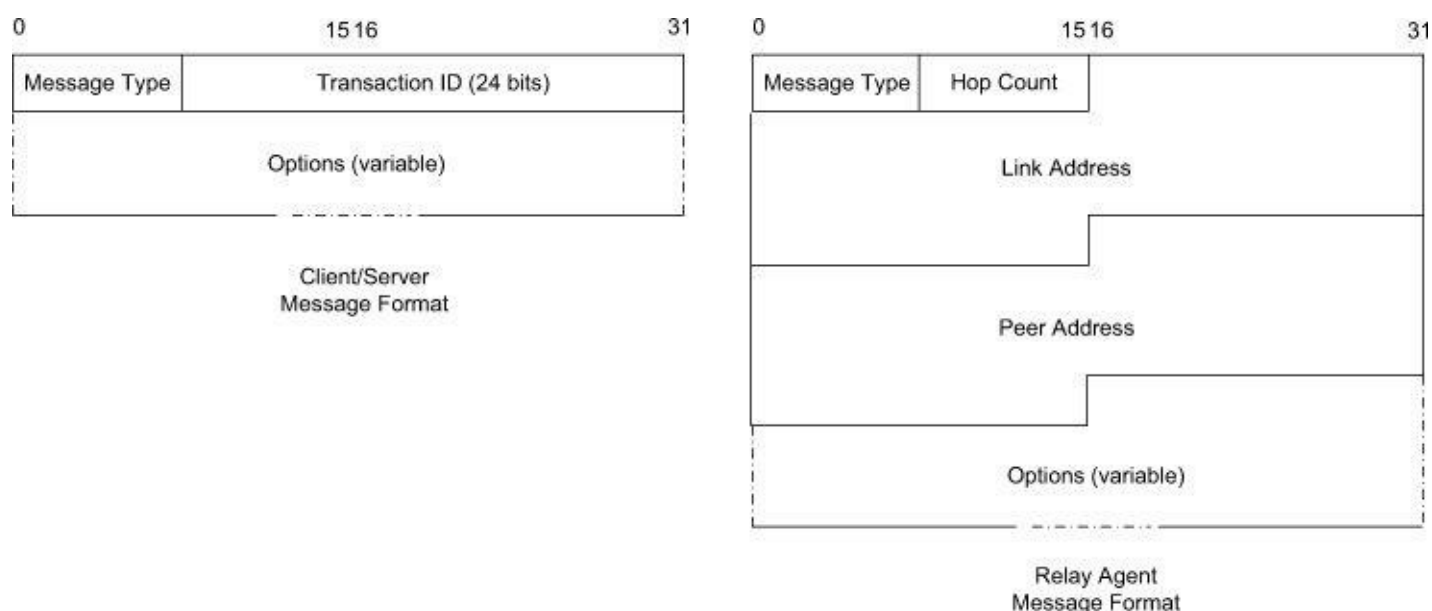 0 15 16 31
Message Type Transaction ID (24 bits)
Options (variable)
Client/Server
Message Format
0 15 16 31
Message Type Hop Count
Link Address
Peer Address
Options (variable)
Relay Agent
Message Format